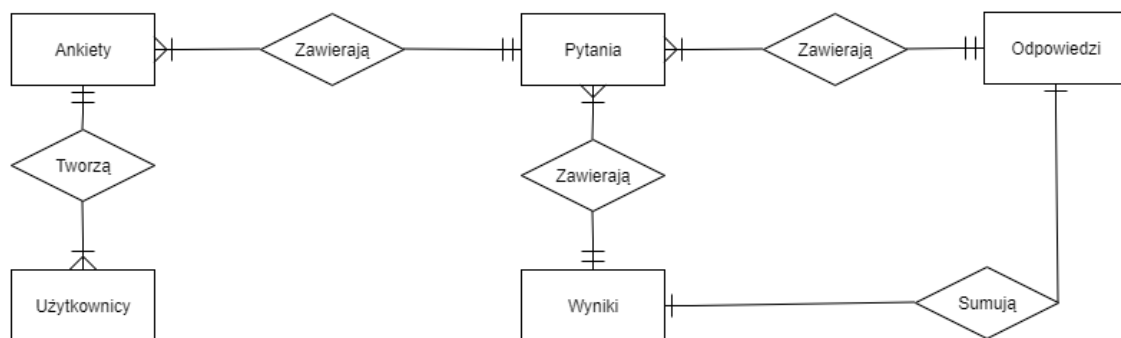 Ankiety
Zawierają
Pytania
Zawierają
Odpowiedzi
Tworzą
Zawierają
Użytkownicy
Wyniki
Sumują